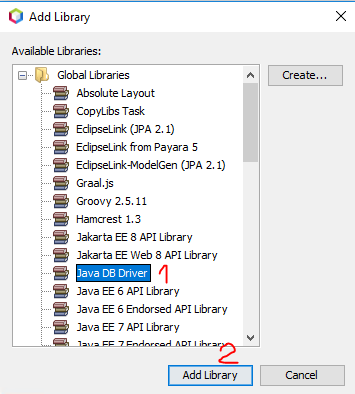 Add Library
Available Libraries:
Global Libraries
Create...
Absolute Layout
CopyLibs Task
EclipseLink (JPA 2.1)
EclipseLink from Payara 5
EclipseLink-ModelGen (JPA 2.1)
Graal.js
Groovy 2.5.11
Hamcrest 1.3
Jakarta EE 8 API Library
Jakarta EE Web 8 API Library
Java DB Driver 1
Java EE 6 API Library
Java EE 6 Endorsed API Library
Java EE 7 API Library
Java EE 7 Endorsed API Library
2
Add Library
Cancel